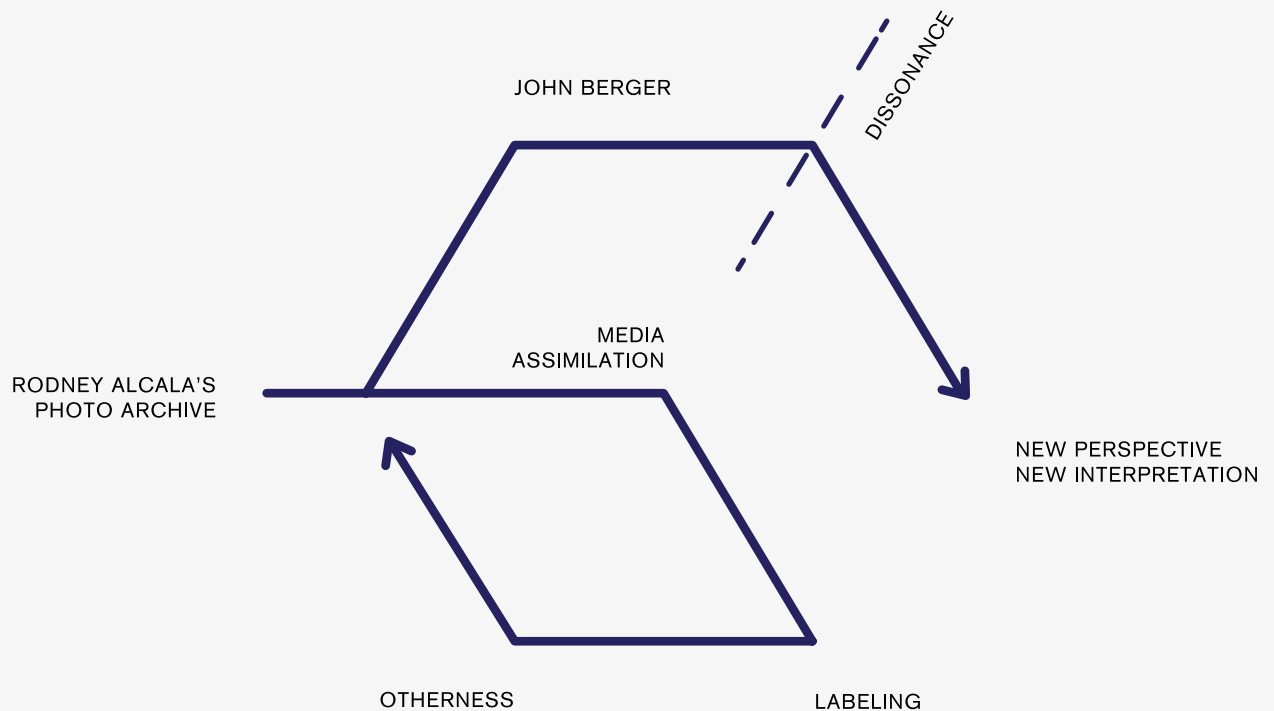 JOHN BERGER
DISSONANCE
MEDIA
ASSIMILATION
RODNEY ALCALA'S
PHOTO ARCHIVE
NEW PERSPECTIVE
NEW INTERPRETATION
OTHERNESS
LABELING